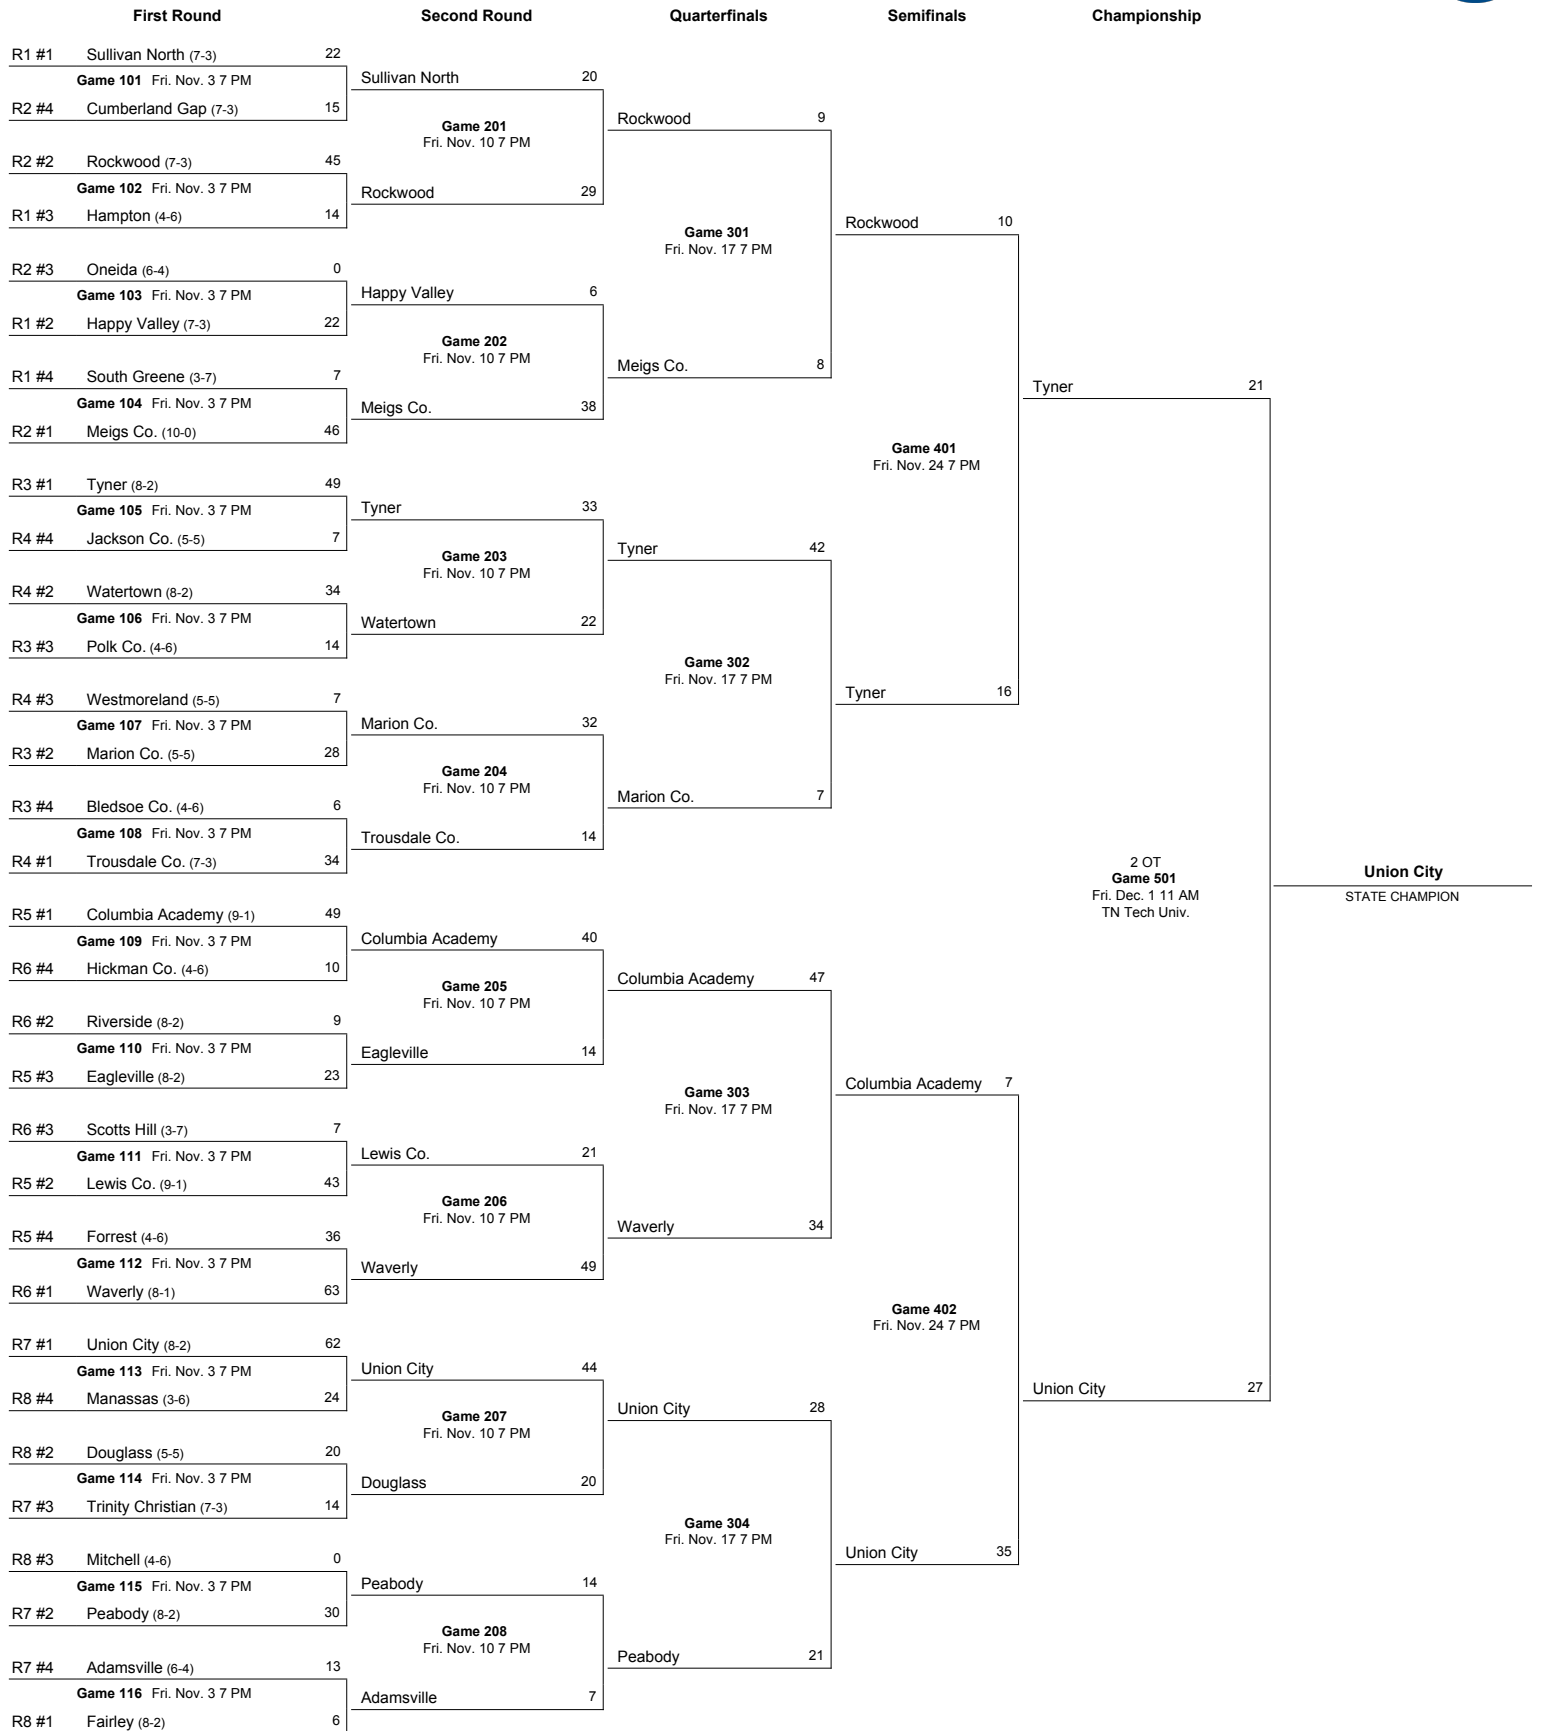 First Round Second Round Quarterfinals Semifinals Championship
R1 #1 Sullivan North (7-3) 22
Game 101 Fri. Nov. 3 7 PM
R2 #4 Cumberland Gap (7-3) 15
R2 #2 Rockwood (7-3) 45
Game 102 Fri. Nov. 3 7 PM
R1 #3 Hampton (4-6) 14
R2 #3 Oneida (6-4) 0
Game 103 Fri. Nov. 3 7 PM
R1 #2 Happy Valley (7-3) 22
R1 #4 South Greene (3-7) 7
Game 104 Fri. Nov. 3 7 PM
R2 #1 Meigs Co. (10-0) 46
R3 #1 Tyner (8-2) 49
Game 105 Fri. Nov. 3 7 PM
R4 #4 Jackson Co. (5-5) 7
R4 #2 Watertown (8-2) 34
Game 106 Fri. Nov. 3 7 PM
R3 #3 Polk Co. (4-6) 14
R4 #3 Westmoreland (5-5) 7
Game 107 Fri. Nov. 3 7 PM
R3 #2 Marion Co. (5-5) 28
R3 #4 Bledsoe Co. (4-6) 6
Game 108 Fri. Nov. 3 7 PM
R4 #1 Trousdale Co. (7-3) 34
R5 #1 Columbia Academy (9-1) 49
Game 109 Fri. Nov. 3 7 PM
R6 #4 Hickman Co. (4-6) 10
R6 #2 Riverside (8-2) 9
Game 110 Fri. Nov. 3 7 PM
R5 #3 Eagleville (8-2) 23
R6 #3 Scotts Hill (3-7) 7
Game 111 Fri. Nov. 3 7 PM
R5 #2 Lewis Co. (9-1) 43
R5 #4 Forrest (4-6) 36
Game 112 Fri. Nov. 3 7 PM
R6 #1 Waverly (8-1) 63
R7 #1 Union City (8-2) 62
Game 113 Fri. Nov. 3 7 PM
R8 #4 Manassas (3-6) 24
R8 #2 Douglass (5-5) 20
Game 114 Fri. Nov. 3 7 PM
R7 #3 Trinity Christian (7-3) 14
R8 #3 Mitchell (4-6) 0
Game 115 Fri. Nov. 3 7 PM
R7 #2 Peabody (8-2) 30
R7 #4 Adamsville (6-4) 13
Game 116 Fri. Nov. 3 7 PM
R8 #1 Fairley (8-2) 6
Sullivan North 20
Game 201
Fri. Nov. 10 7 PM
Rockwood 29
Happy Valley 6
Game 202
Fri. Nov. 10 7 PM
Meigs Co. 38
Tyner 33
Game 203
Fri. Nov. 10 7 PM
Watertown 22
Marion Co. 32
Game 204
Fri. Nov. 10 7 PM
Trousdale Co. 14
Columbia Academy 40
Game 205
Fri. Nov. 10 7 PM
Eagleville 14
Lewis Co. 21
Game 206
Fri. Nov. 10 7 PM
Waverly 49
Union City 44
Game 207
Fri. Nov. 10 7 PM
Douglass 20
Peabody 14
Game 208
Fri. Nov. 10 7 PM
Adamsville 7
Rockwood 9
Game 301
Fri. Nov. 17 7 PM
Meigs Co. 8
Tyner 42
Game 302
Fri. Nov. 17 7 PM
Marion Co. 7
Columbia Academy 47
Game 303
Fri. Nov. 17 7 PM
Waverly 34
Union City 28
Game 304
Fri. Nov. 17 7 PM
Peabody 21
Rockwood 10
Game 401
Fri. Nov. 24 7 PM
Tyner 16
Columbia Academy 7
Game 402
Fri. Nov. 24 7 PM
Union City 35
Tyner 21
2 OT
Game 501
Fri. Dec. 1 11 AM
TN Tech Univ.
Union City 27
Union City
STATE CHAMPION